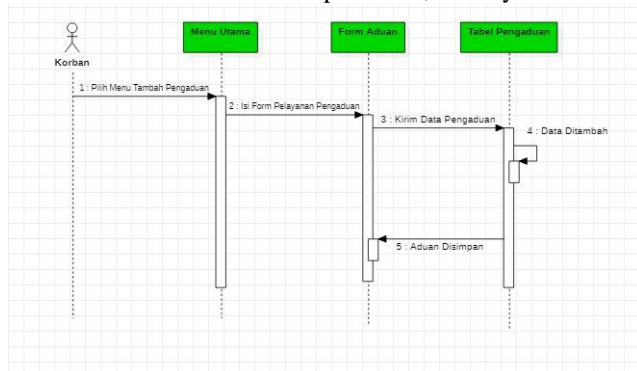 Menu Utama
Form Aduan
Tabel Pengaduan
Korban
1 : Pilih Menu Tambah Pengaduan
2 : Isi Form Pelayanan Pengaduan
3 : Kirim Data Pengaduan
4 : Data Ditambah
5 : Aduan Disimpan